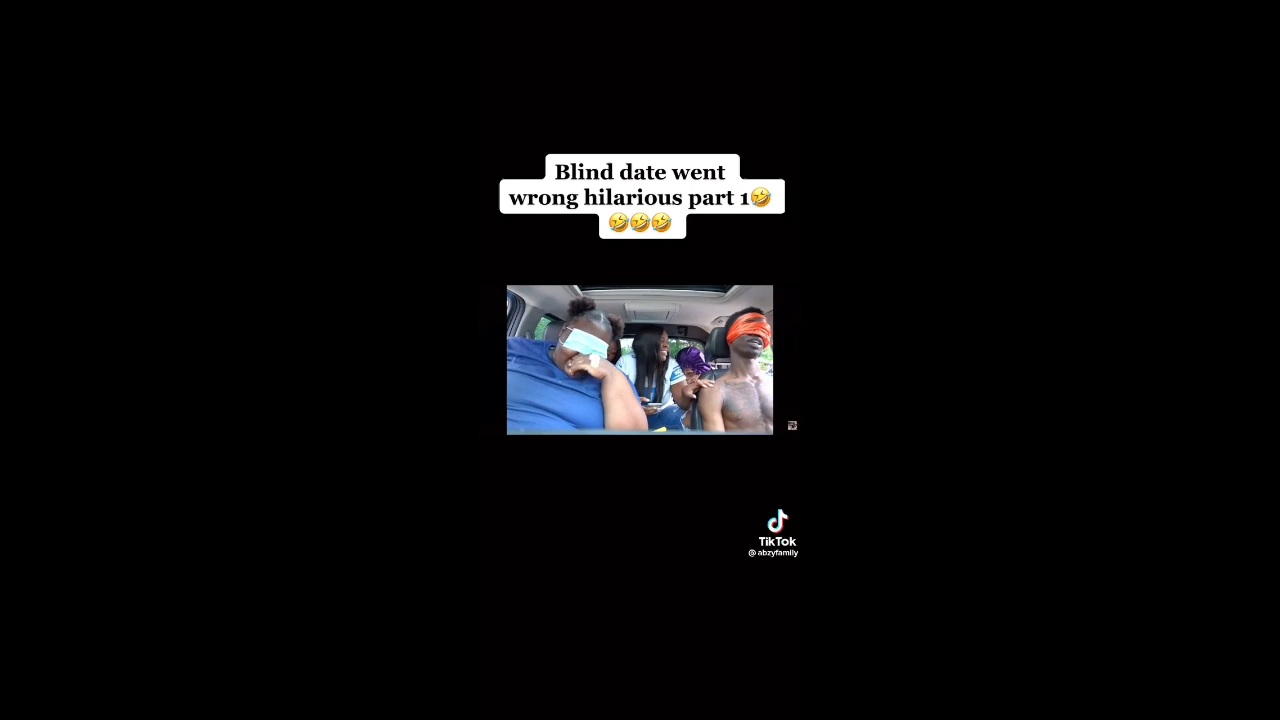 Blind date went
wrong hilarious part 1🤣
🤣🤣🤣
TikTok
@ abzyfamily